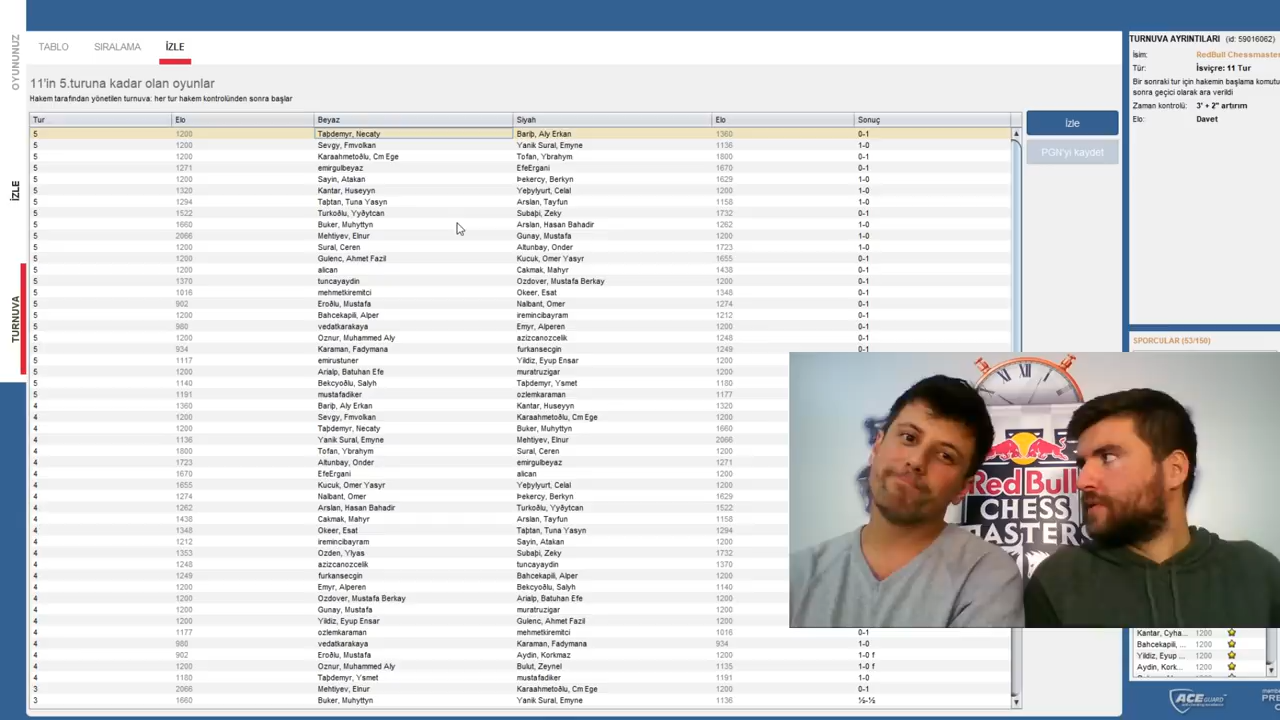 OYUNUNUZ
İZLE
TURNUVA
TABLO SIRALAMA İZLE
11'in 5.turuna kadar olan oyunlar
Hakem tarafından yönetilen turnuva: her tur hakem kontrolünden sonra başlar
Tur Elo Beyaz Siyah Elo Sonuç
5 1200 Taþdemyr, Necaty Bariþ, Aly Erkan 1360 0-1
5 1200 Sevgy, Fmvolkan Yanik Sural, Emyne 1136 1-0
5 1200 Karaahmetoðlu, Cm Ege Tofan, Ybrahym 1800 0-1
5 1271 emirgulbeyaz EfeErgani 1670 0-1
5 1200 Sayin, Atakan Þekercy, Berkyn 1629 1-0
5 1320 Kantar, Huseyyn Yeþylyurt, Celal 1200 1-0
5 1294 Taþtan, Tuna Yasyn Arslan, Tayfun 1158 1-0
5 1522 Turkoðlu, Yyðytcan Subaþi, Zeky 1732 0-1
5 1660 Buker, Muhyttyn Arslan, Hasan Bahadir 1262 1-0
5 2066 Mehtiyev, Elnur Gunay, Mustafa 1200 1-0
5 1200 Sural, Ceren Altunbay, Onder 1723 1-0
5 1200 Gulenc, Ahmet Fazil Kucuk, Omer Yasyr 1655 0-1
5 1200 alican Cakmak, Mahyr 1438 0-1
5 1370 tuncayaydin Ozdover, Mustafa Berkay 1200 0-1
5 1016 mehmetkiremitci Okeer, Esat 1348 0-1
5 902 Eroðlu, Mustafa Nalbant, Omer 1274 0-1
5 1200 Bahcekapili, Alper iremincibayram 1212 0-1
5 980 vedatkarakaya Emyr, Alperen 1200 0-1
5 1200 Oznur, Muhammed Aly azizcanozcelik 1248 0-1
5 934 Karaman, Fadymana furkansecgin 1249 0-1
5 1117 emirustuner Yildiz, Eyup Ensar 1200
5 1200 Arialp, Batuhan Efe muratruzigar 1200
5 1140 Bekcyoðlu, Salyh Taþdemyr, Ysmet 1180
5 1191 mustafadiker ozlemkaraman 1177
4 1360 Bariþ, Aly Erkan Kantar, Huseyyn 1320
4 1200 Sevgy, Fmvolkan Karaahmetoðlu, Cm Ege 1200
4 1200 Taþdemyr, Necaty Buker, Muhyttyn 1660
4 1136 Yanik Sural, Emyne Mehtiyev, Elnur 2066
4 1800 Tofan, Ybrahym Sural, Ceren 1200
4 1723 Altunbay, Onder emirgulbeyaz 1271
4 1670 EfeErgani alican 1200
4 1655 Kucuk, Omer Yasyr Yeþylyurt, Celal 1200
4 1274 Nalbant, Omer Þekercy, Berkyn 1629
4 1262 Arslan, Hasan Bahadir Turkoðlu, Yyðytcan 1522
4 1438 Cakmak, Mahyr Arslan, Tayfun 1158
4 1348 Okeer, Esat Taþtan, Tuna Yasyn 1294
4 1212 iremincibayram Sayin, Atakan 1200
4 1353 Ozden, Ylyas Subaþi, Zeky 1732
4 1248 azizcanozcelik tuncayaydin 1370
4 1249 furkansecgin Bahcekapili, Alper 1200
4 1200 Emyr, Alperen Bekcyoðlu, Salyh 1140
4 1200 Ozdover, Mustafa Berkay Arialp, Batuhan Efe 1200
4 1200 Gunay, Mustafa muratruzigar 1200
4 1200 Yildiz, Eyup Ensar Gulenc, Ahmet Fazil 1200
4 1177 ozlemkaraman mehmetkiremitci 1016 0-1
4 980 vedatkarakaya Karaman, Fadymana 934 1-0
4 902 Eroðlu, Mustafa Aydin, Korkmaz 1200 1-0 f
4 1200 Oznur, Muhammed Aly Bulut, Zeynel 1135 1-0 f
4 1180 Taþdemyr, Ysmet mustafadiker 1191 1-0
3 2066 Mehtiyev, Elnur Karaahmetoðlu, Cm Ege 1200 0-1
3 1660 Buker, Muhyttyn Yanik Sural, Emyne 1136 ½-½
İzle
PGN'yi kaydet
TURNUVA AYRINTILARI (id: 59016062)
İsim: RedBull Chessmaste
Tür: İsviçre: 11 Tur
Bir sonraki tur için hakemin başlama komutu
sonra geçici olarak ara verildi
Zaman kontrolü: 3' + 2" artırım
Elo: Davet
SPORCULAR (53/150)
Red Bull
CHESS
MASTERS
Kantar, Cyha... 1200
Bahcekapili,... 1200
Yildiz, Eyup ... 1200
Aydin, Kork... 1200
ACEGUARD